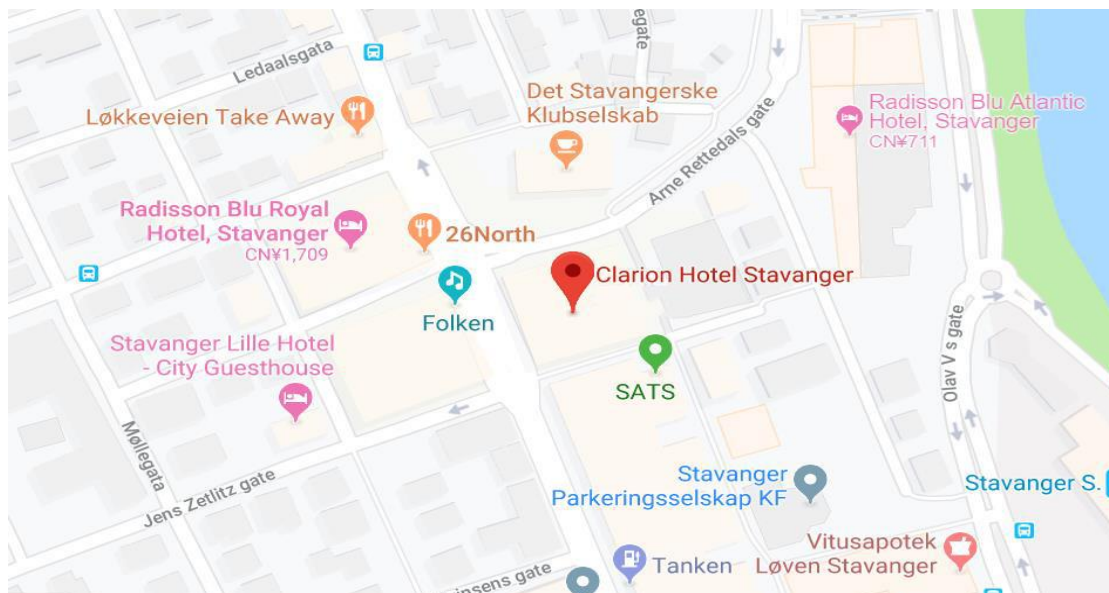 Ledaalsgata
egate
Løkkeveien Take Away
Det Stavangerske
Klubselskab
Arne Rettedals gate
Radisson Blu Atlantic
Hotel, Stavanger
CN¥711
Radisson Blu Royal
Hotel, Stavanger
CN¥1,709
26North
Clarion Hotel Stavanger
Folken
Stavanger Lille Hotel
- City Guesthouse
SATS
Olav V s gate
Møllegata
Jens Zetlitz gate
Stavanger
Parkeringsselskap KF
Stavanger S.
Vitusapotek
Løven Stavanger
Tanken
insens gate